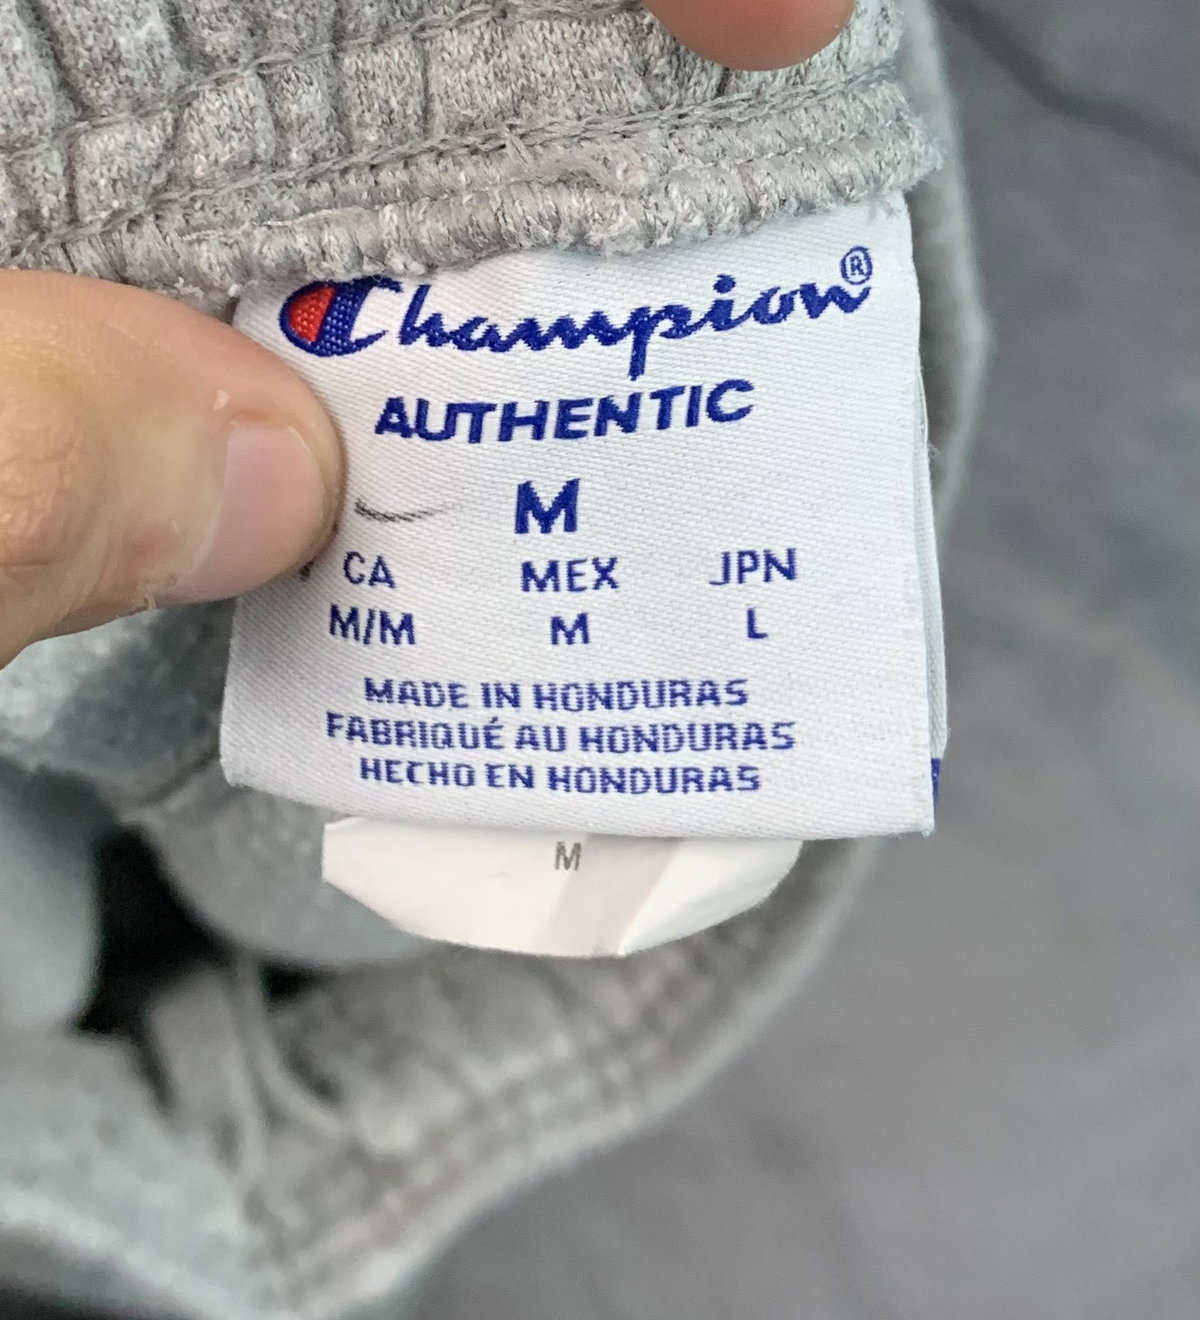 Champion®
AUTHENTIC
M
CA MEX JPN
M/M M L
MADE IN HONDURAS
FABRIQUÉ AU HONDURAS
HECHO EN HONDURAS
M